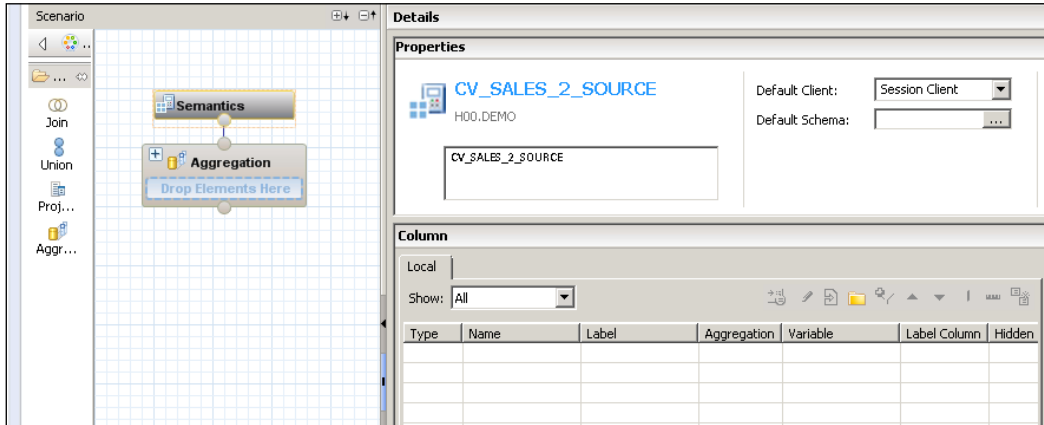 Scenario
..
... 
Join
Union
Proj...
Aggr...
Semantics
Aggregation
Drop Elements Here
Details
Properties
CV_SALES_2_SOURCE
H00.DEMO
CV_SALES_2_SOURCE
Default Client: Session Client
Default Schema: ...
Column
Local
Show: All
Type Name Label Aggregation Variable Label Column Hidden